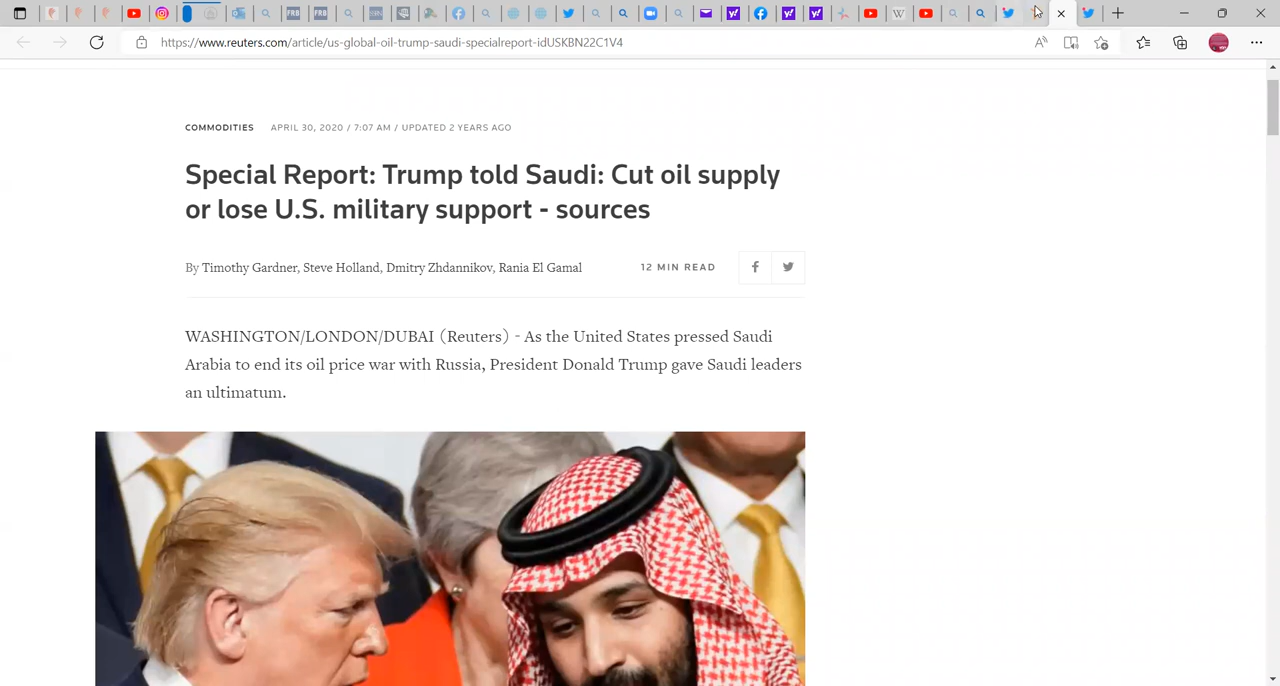 https://www.reuters.com/article/us-global-oil-trump-saudi-specialreport-idUSKBN22C1V4
COMMODITIES APRIL 30, 2020 / 7:07 AM / UPDATED 2 YEARS AGO
Special Report: Trump told Saudi: Cut oil supply
or lose U.S. military support - sources
By Timothy Gardner, Steve Holland, Dmitry Zhdannikov, Rania El Gamal
12 MIN READ
WASHINGTON/LONDON/DUBAI (Reuters) - As the United States pressed Saudi
Arabia to end its oil price war with Russia, President Donald Trump gave Saudi leaders
an ultimatum.